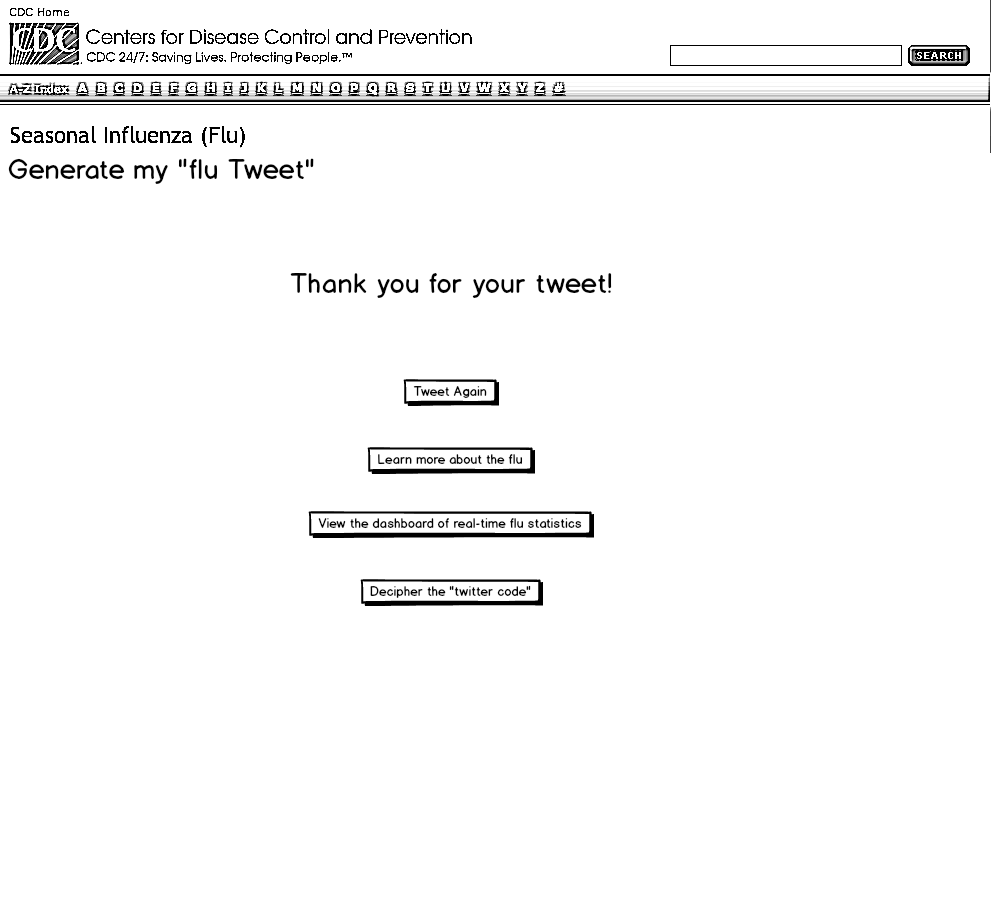 CDC Home
CDC
Centers for Disease Control and Prevention
CDC 24/7: Saving Lives. Protecting People.™
SEARCH
A-Z Index A B C D E F G H I J K L M N O P Q R S T U V W X Y Z #
Seasonal Influenza (Flu)
Generate my "flu Tweet"
Thank you for your tweet!
Tweet Again
Learn more about the flu
View the dashboard of real-time flu statistics
Decipher the "twitter code"